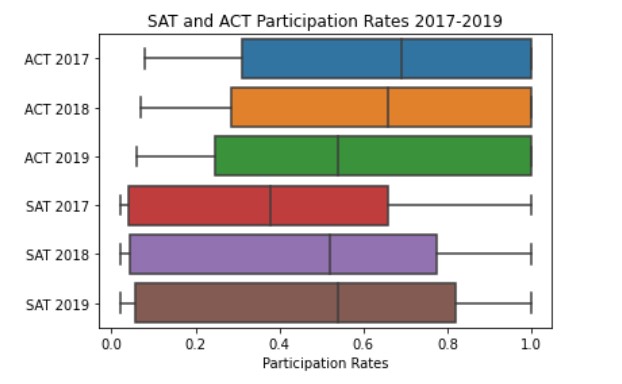 SAT and ACT Participation Rates 2017-2019
ACT 2017
ACT 2018
ACT 2019
SAT 2017
SAT 2018
SAT 2019
0.0 0.2 0.4 0.6 0.8 1.0
Participation Rates